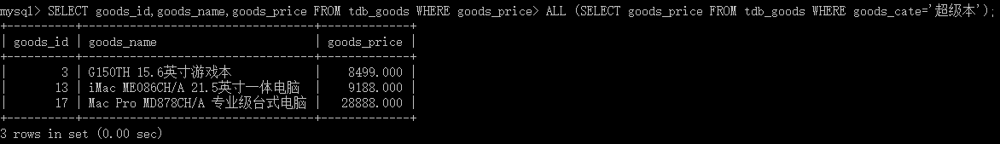 mysql> SELECT goods_id,goods_name,goods_price FROM tdb_goods WHERE goods_price> ALL (SELECT goods_price FROM tdb_goods WHERE goods_cate='超级本');
+----------+----------------------------------+-------------+
| goods_id | goods_name | goods_price |
+----------+----------------------------------+-------------+
| 3 | G150TH 15.6英寸游戏本 | 8499.000 |
| 13 | iMac ME086CH/A 21.5英寸一体电脑 | 9188.000 |
| 17 | Mac Pro MD878CH/A 专业级台式电脑 | 28888.000 |
+----------+----------------------------------+-------------+
3 rows in set (0.00 sec)